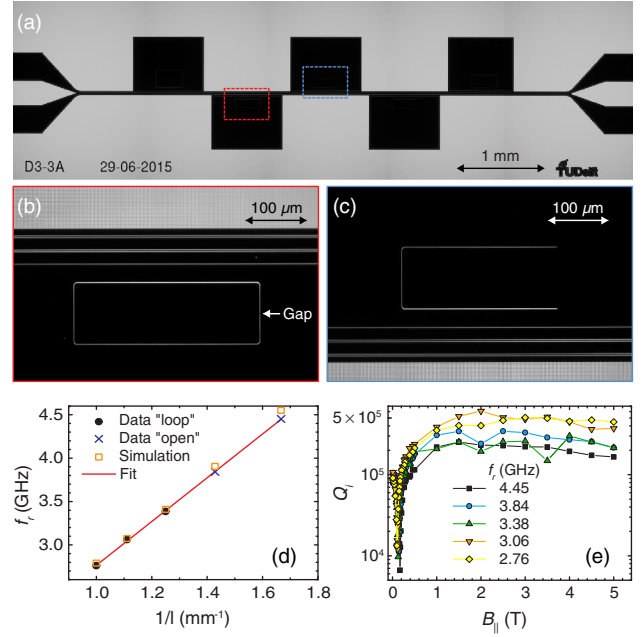 (a)
D3-3A 29-06-2015
1 mm
TUDelft
(b)
100 µm
Gap
(c)
100 µm
4.5
4.0
3.5
3.0
f_r (GHz)
Data "loop"
Data "open"
Simulation
Fit
(d)
1.0 1.2 1.4 1.6 1.8
1/l (mm⁻¹)
5×10⁵
10⁵
10⁴
Q_i
f_r (GHz)
4.45
3.84
3.38
3.06
2.76
(e)
0 1 2 3 4 5
B_∥ (T)